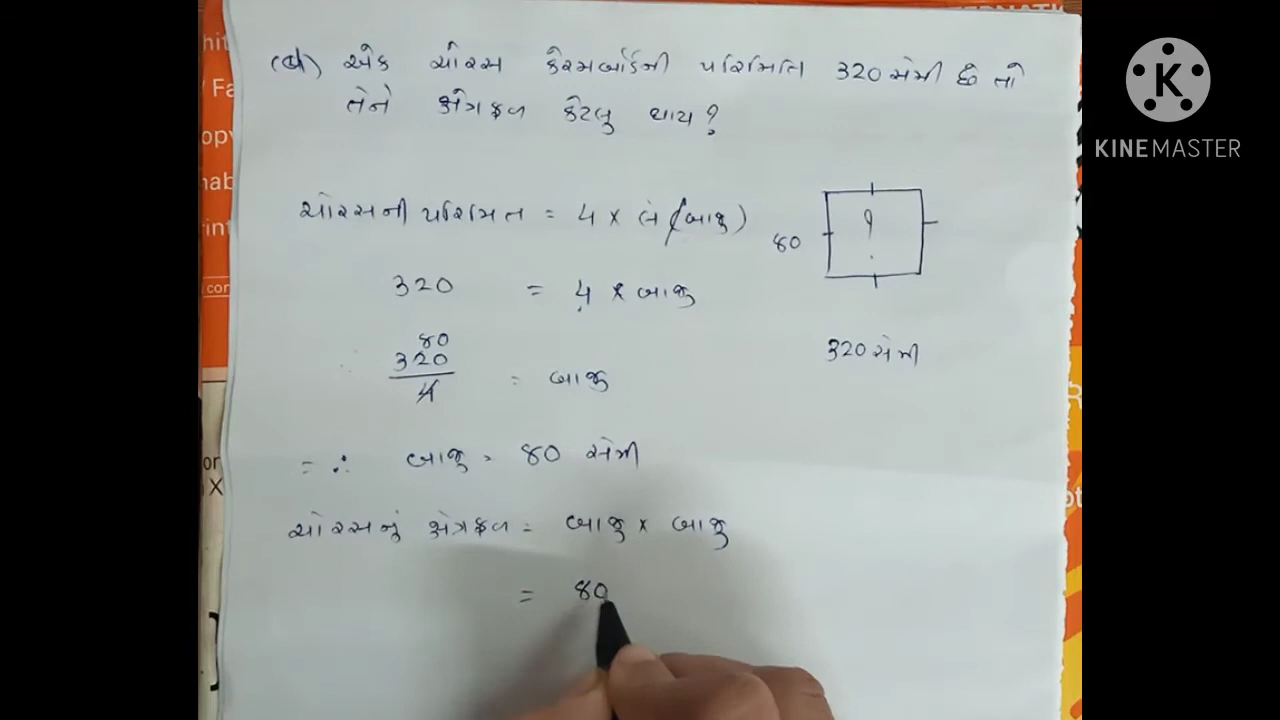 (બ) એક ચોરસ કેરમબોર્ડની પરિમિતિ 320 સેમી છે તો
તેને ક્ષેત્રફળ કેટલુ થાય ?
ચોરસની પરિમિત = 4 × (બાજુ)
80
?
320 = 4 × બાજુ
320 સેમી
80
320
4
= બાજુ
= ∴ બાજુ = 80 સેમી
ચોરસનું ક્ષેત્રફળ = બાજુ × બાજુ
= 80
K
KINEMASTER